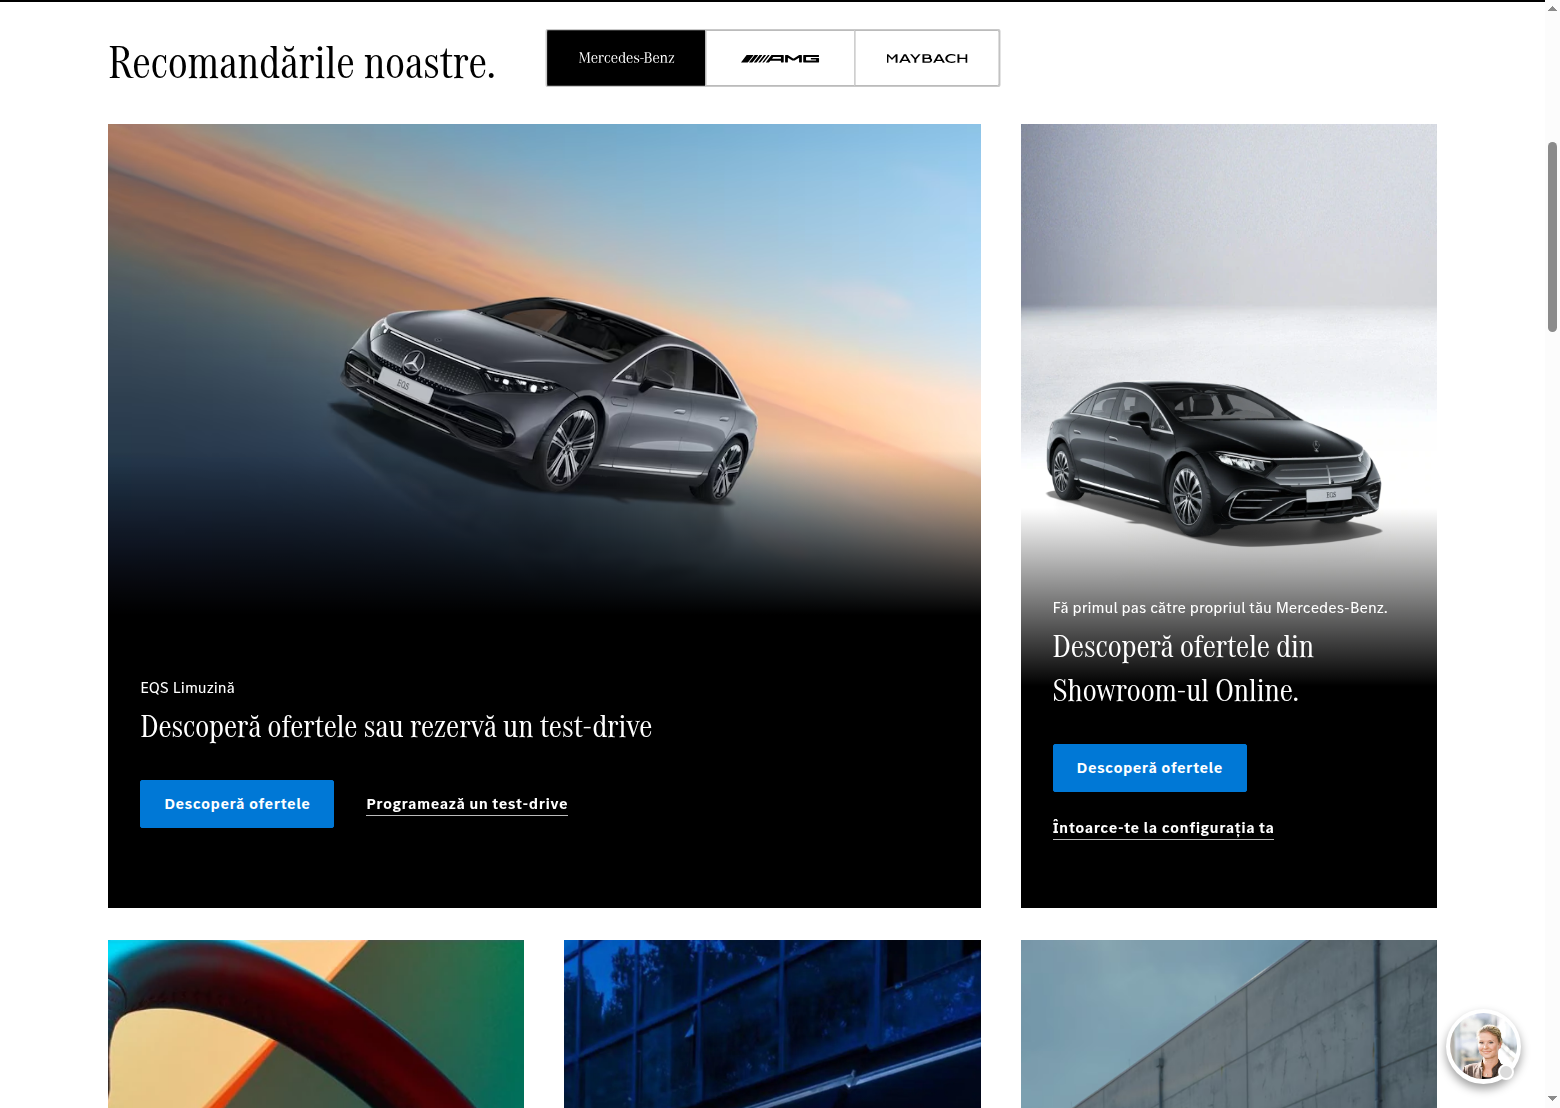 Recomandările noastre.
Mercedes-Benz
AMG
MAYBACH
EQS
EQS
EQS Limuzină
Descoperă ofertele sau rezervă un test-drive
Descoperă ofertele
Programează un test-drive
Fă primul pas către propriul tău Mercedes-Benz.
Descoperă ofertele din
Showroom-ul Online.
Descoperă ofertele
Întoarce-te la configurația ta